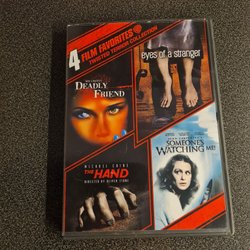 4 FILM FAVORITES
TWISTED TERROR COLLECTION
DEADLY
FRIEND
eyes of a stranger
MICHAEL CAINE
THE HAND
DIRECTED BY OLIVER STONE
SOMEONE'S
WATCHING ME!